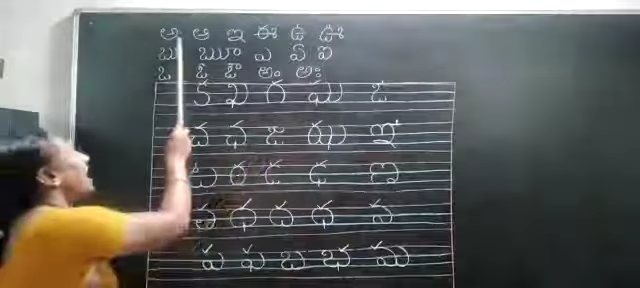 అ ఆ ఇ ఈ ఉ ఊ
ఋ ౠ ఎ ఏ ఐ
ఒ ఓ ఔ అం అః
క ఖ గ ఘ ఙ
చ ఛ జ ఝ ఞ
ట ఠ డ ఢ ణ
త థ ద ధ న
ప ఫ బ భ మ